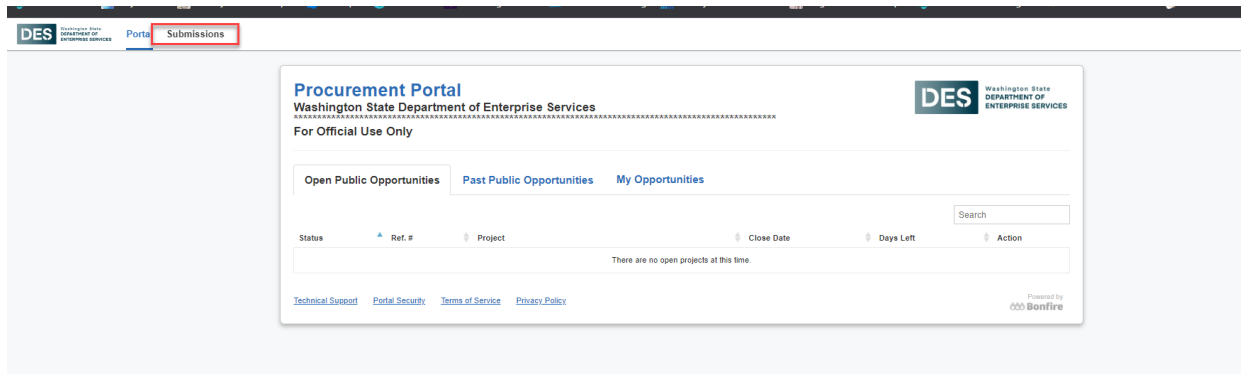 DES Washington State DEPARTMENT OF ENTERPRISE SERVICES Porta Submissions
Procurement Portal
Washington State Department of Enterprise Services
DES Washington State DEPARTMENT OF ENTERPRISE SERVICES
For Official Use Only
Open Public Opportunities Past Public Opportunities My Opportunities
Search
Status Ref. # Project Close Date Days Left Action
There are no open projects at this time.
Technical Support Portal Security Terms of Service Privacy Policy
Powered by
Bonfire